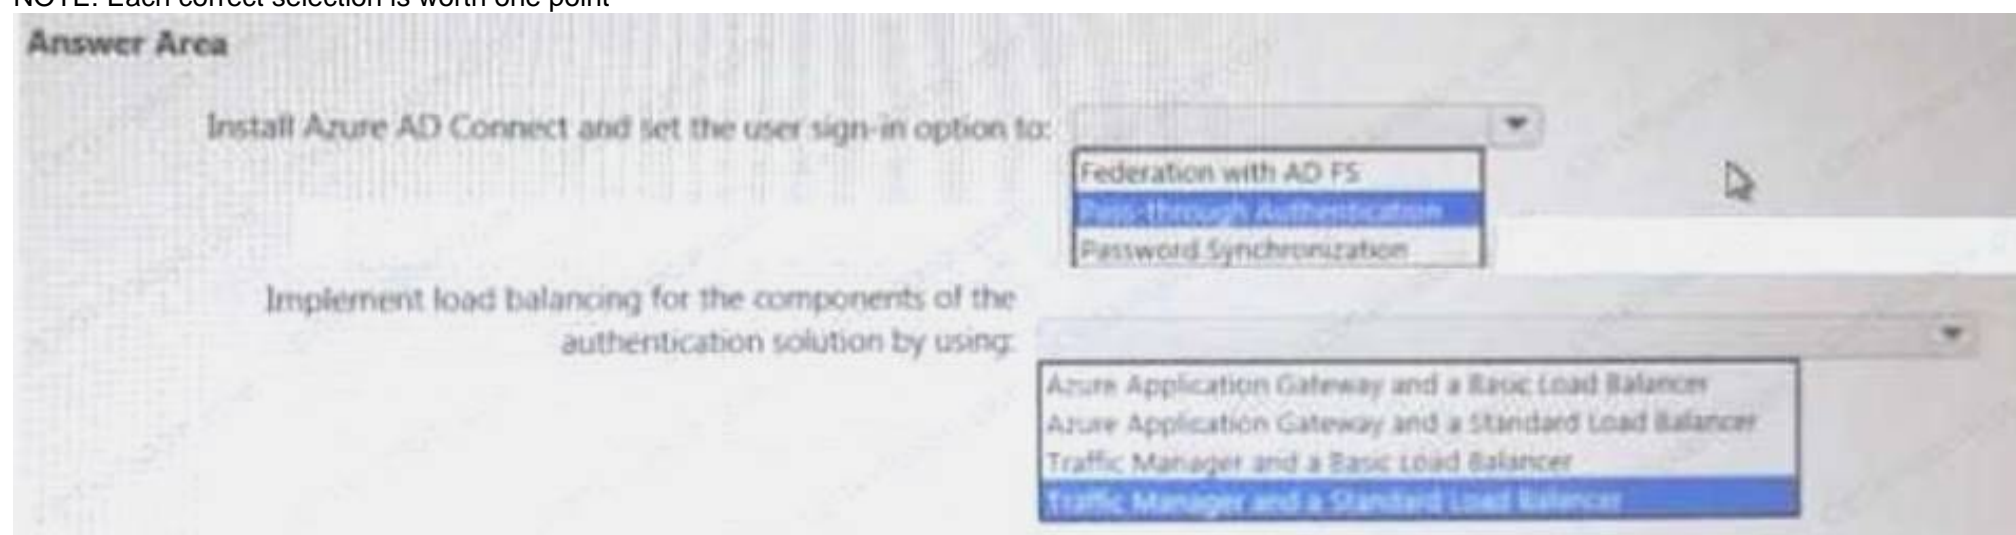 NOTE: Each correct selection is worth one point
Answer Area
Install Azure AD Connect and set the user sign-in option to:
Federation with AD FS
Pass-through Authentication
Password Synchronization
Implement load balancing for the components of the
authentication solution by using:
Azure Application Gateway and a Basic Load Balancer
Azure Application Gateway and a Standard Load Balancer
Traffic Manager and a Basic Load Balancer
Traffic Manager and a Standard Load Balancer